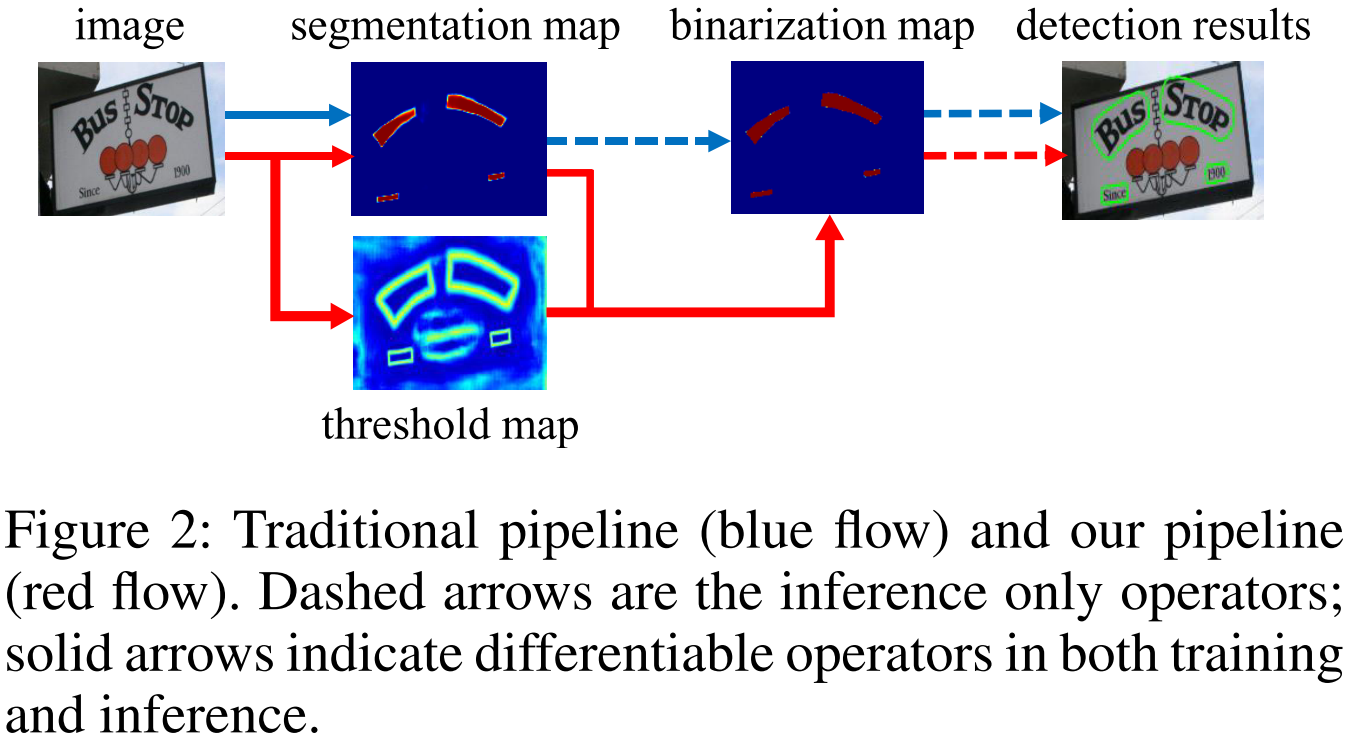 image
segmentation map
binarization map
detection results
BUS STOP
Since
1900
BUS STOP
Since
1900
threshold map
Figure 2: Traditional pipeline (blue flow) and our pipeline
(red flow). Dashed arrows are the inference only operators;
solid arrows indicate differentiable operators in both training
and inference.